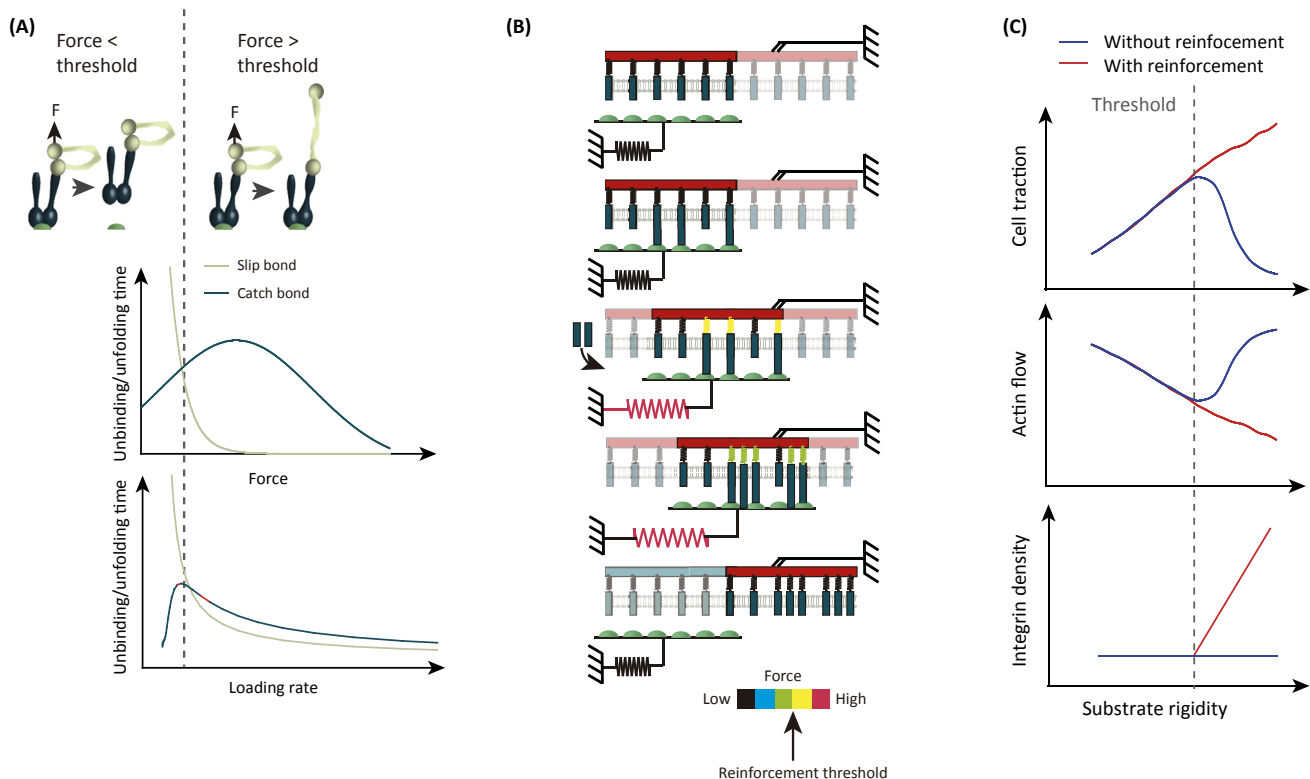 (A)
Force <
threshold
Force >
threshold
F
F
Slip bond
Catch bond
Unbinding/unfolding time
Force
Unbinding/unfolding time
Loading rate
(B)
Force
Low
High
Reinforcement threshold
(C)
Without reinfocement
With reinforcement
Threshold
Cell traction
Actin flow
Integrin density
Substrate rigidity